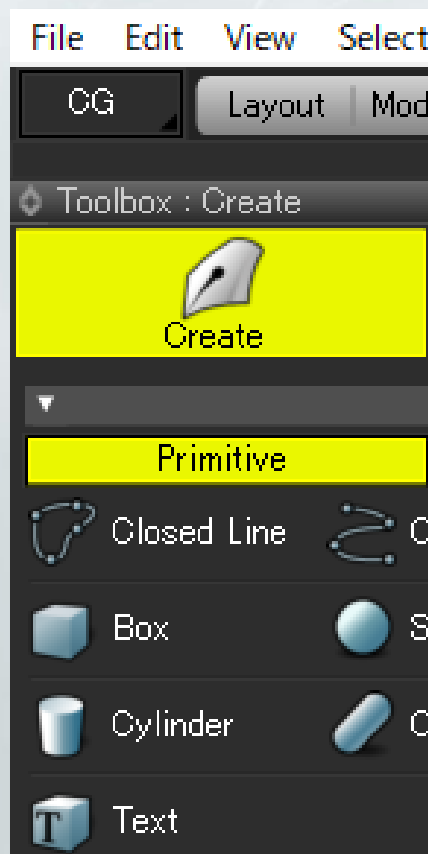 File Edit View Select
CG Layout
Toolbox : Create
Create
Primitive
Closed Line
Box
Cylinder
T Text